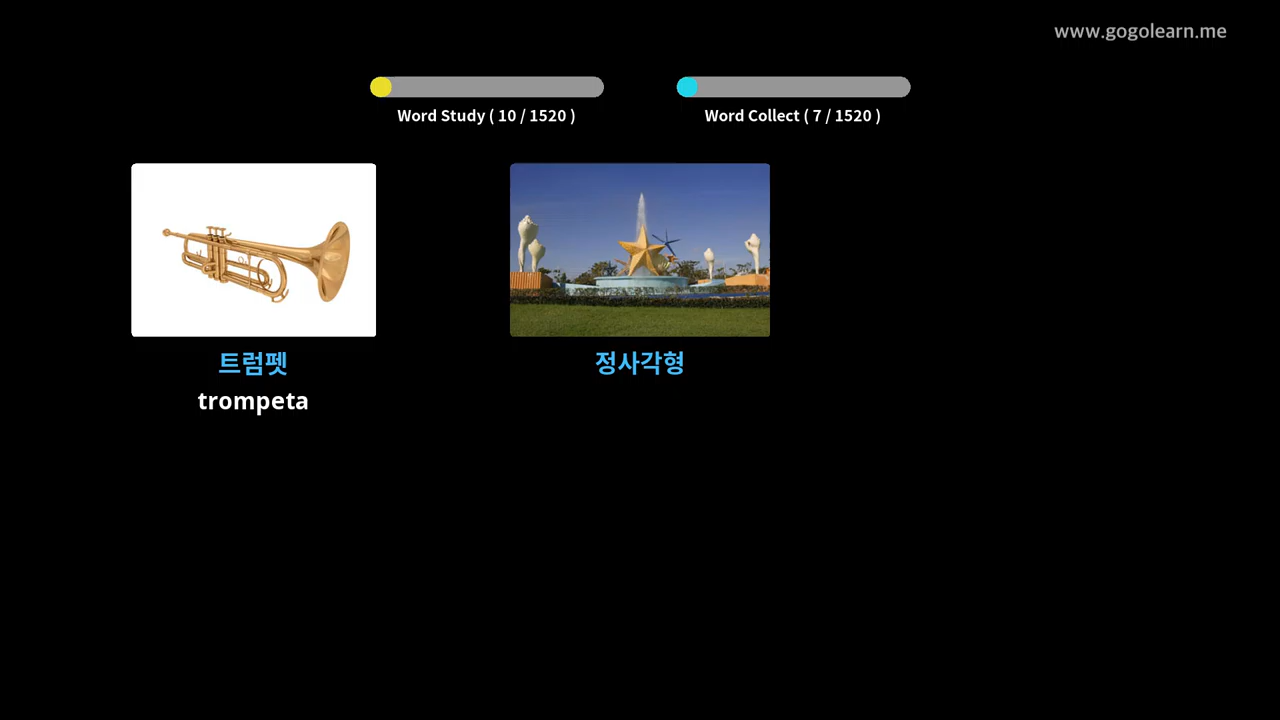 www.gogolearn.me
Word Study ( 10 / 1520 )
Word Collect ( 7 / 1520 )
트럼펫
trompeta
정사각형